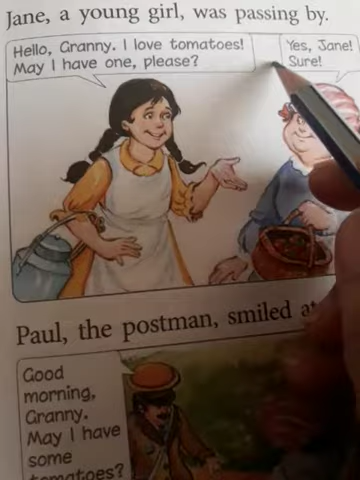 Jane, a young girl, was passing by.
Hello, Granny. I love tomatoes!
May I have one, please?
Yes, Jane!
Sure!
Paul, the postman, smiled
Good
morning,
Granny.
May I have
some
tomatoes?